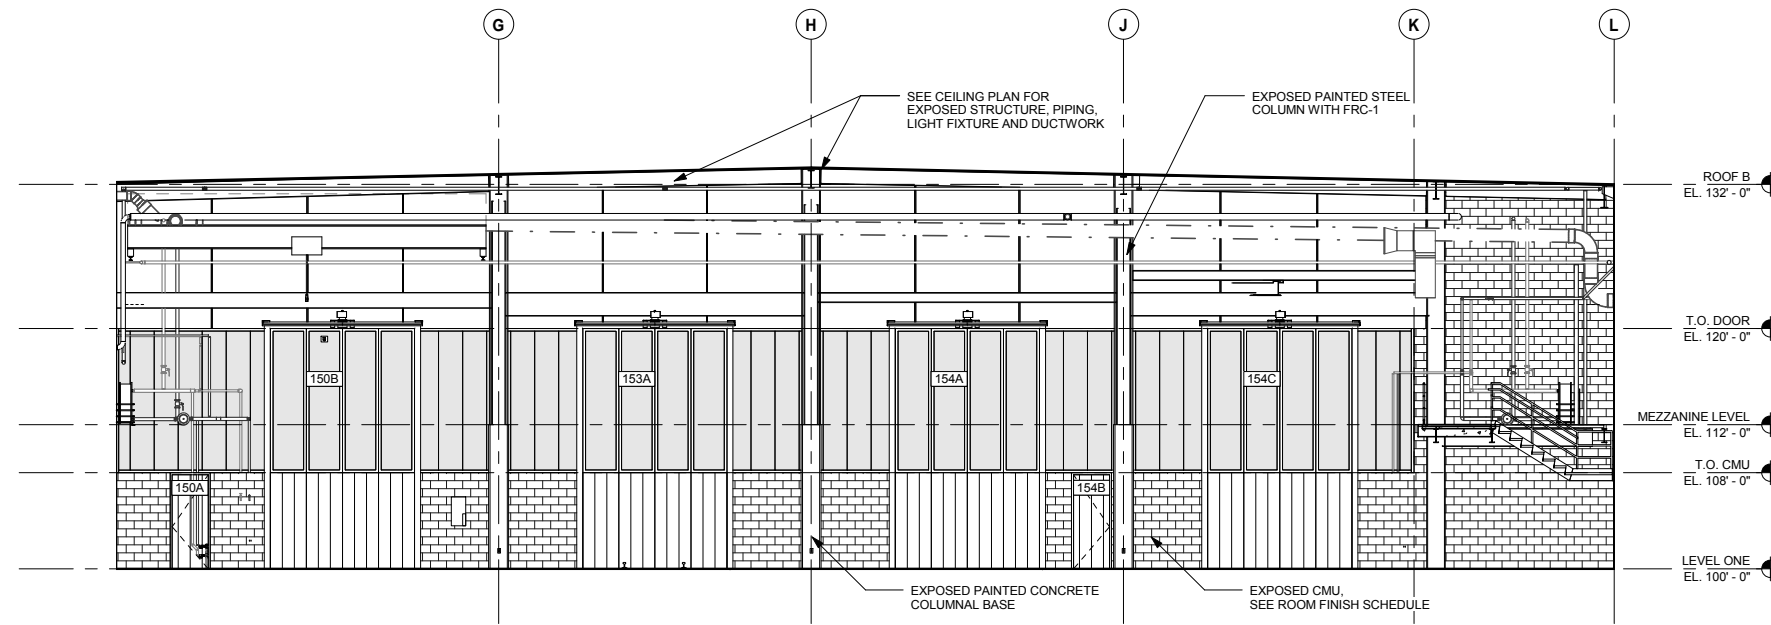 G
H
J
K
L
SEE CEILING PLAN FOR
EXPOSED STRUCTURE, PIPING,
LIGHT FIXTURE AND DUCTWORK
EXPOSED PAINTED STEEL
COLUMN WITH FRC-1
ROOF B
EL. 132' - 0"
T.O. DOOR
EL. 120' - 0"
150B
153A
154A
154C
MEZZANINE LEVEL
EL. 112' - 0"
T.O. CMU
EL. 108' - 0"
150A
154B
LEVEL ONE
EL. 100' - 0"
EXPOSED PAINTED CONCRETE
COLUMNAL BASE
EXPOSED CMU,
SEE ROOM FINISH SCHEDULE